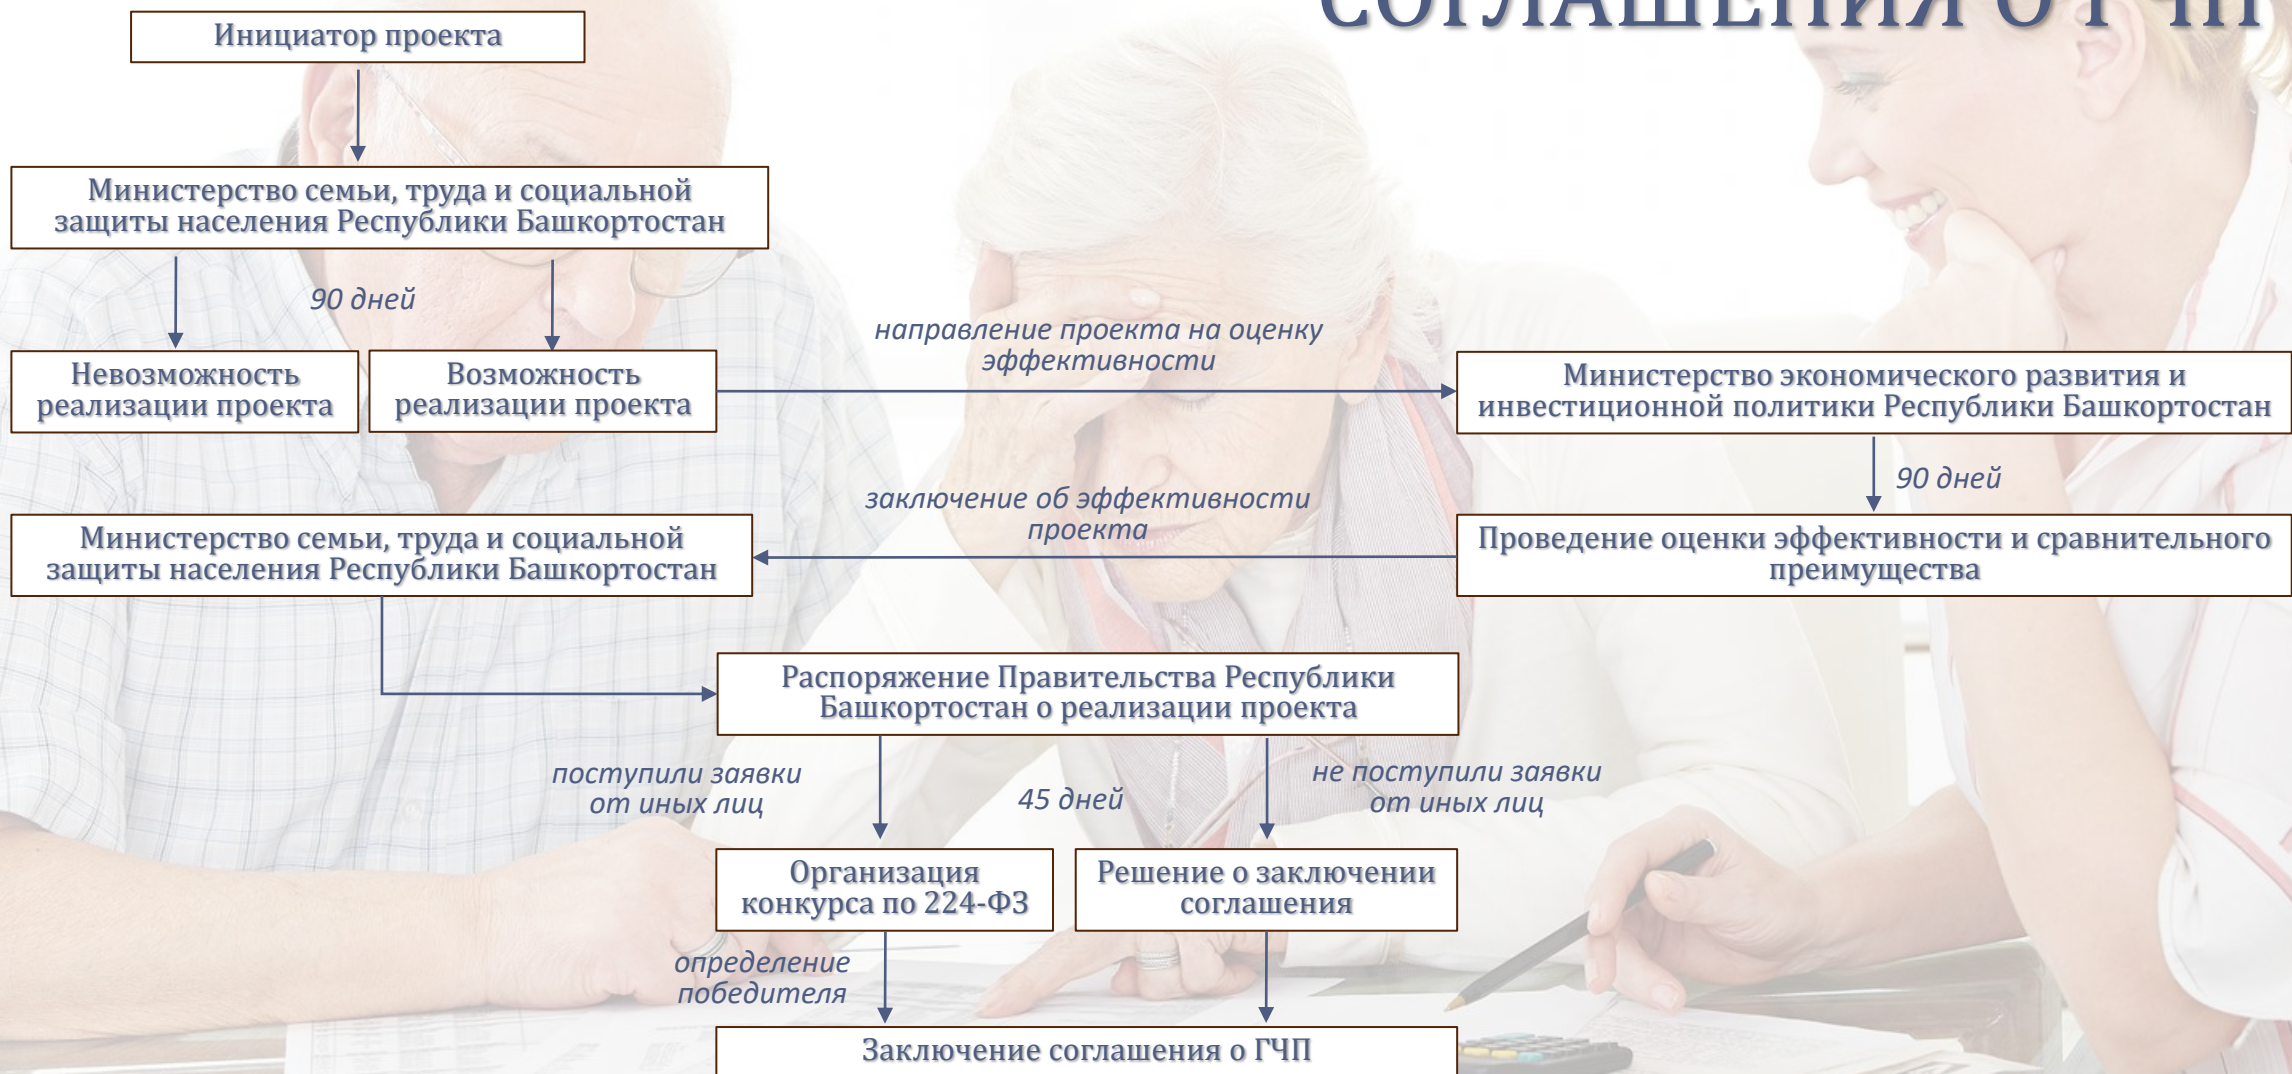 СОГЛАШЕНИЯ О ГЧП
Инициатор проекта
Министерство семьи, труда и социальной
защиты населения Республики Башкортостан
90 дней
Невозможность
реализации проекта
Возможность
реализации проекта
направление проекта на оценку
эффективности
Министерство экономического развития и
инвестиционной политики Республики Башкортостан
90 дней
Проведение оценки эффективности и сравнительного
преимущества
заключение об эффективности
проекта
Министерство семьи, труда и социальной
защиты населения Республики Башкортостан
Распоряжение Правительства Республики
Башкортостан о реализации проекта
поступили заявки
от иных лиц
45 дней
не поступили заявки
от иных лиц
Организация
конкурса по 224-ФЗ
Решение о заключении
соглашения
определение
победителя
Заключение соглашения о ГЧП